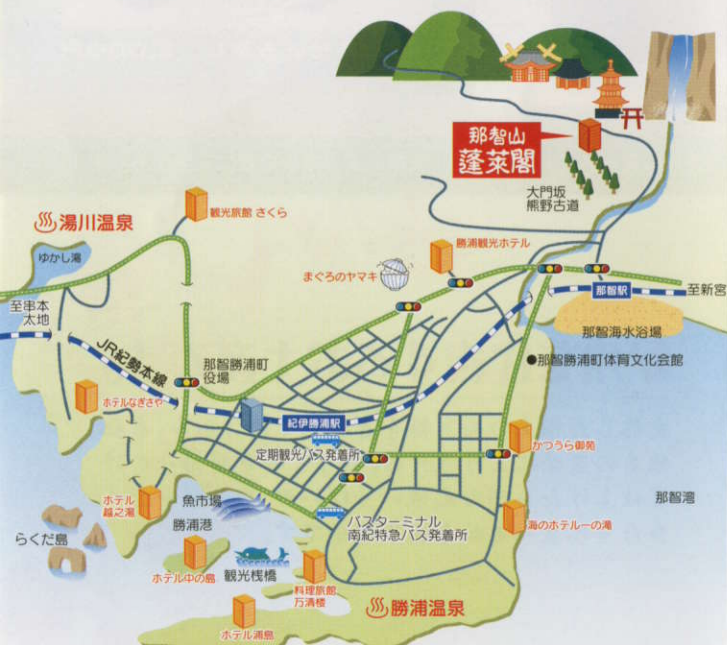 那智山
蓬莱閣
大門坂
熊野古道
観光旅館 さくら
湯川温泉
ゆかし潟
勝浦観光ホテル
まぐろのヤマキ
至串本
太地
那智駅
至新宮
JR紀勢本線
那智勝浦町
役場
那智海水浴場
●那智勝浦町体育文化会館
ホテルなぎさや
紀伊勝浦駅
定期観光バス発着所
かつうら御苑
ホテル
越之湯
魚市場
勝浦港
那智湾
バスターミナル
南紀特急バス発着所
海のホテル一の滝
らくだ島
ホテル中の島
観光桟橋
料理旅館
万清楼
勝浦温泉
ホテル浦島